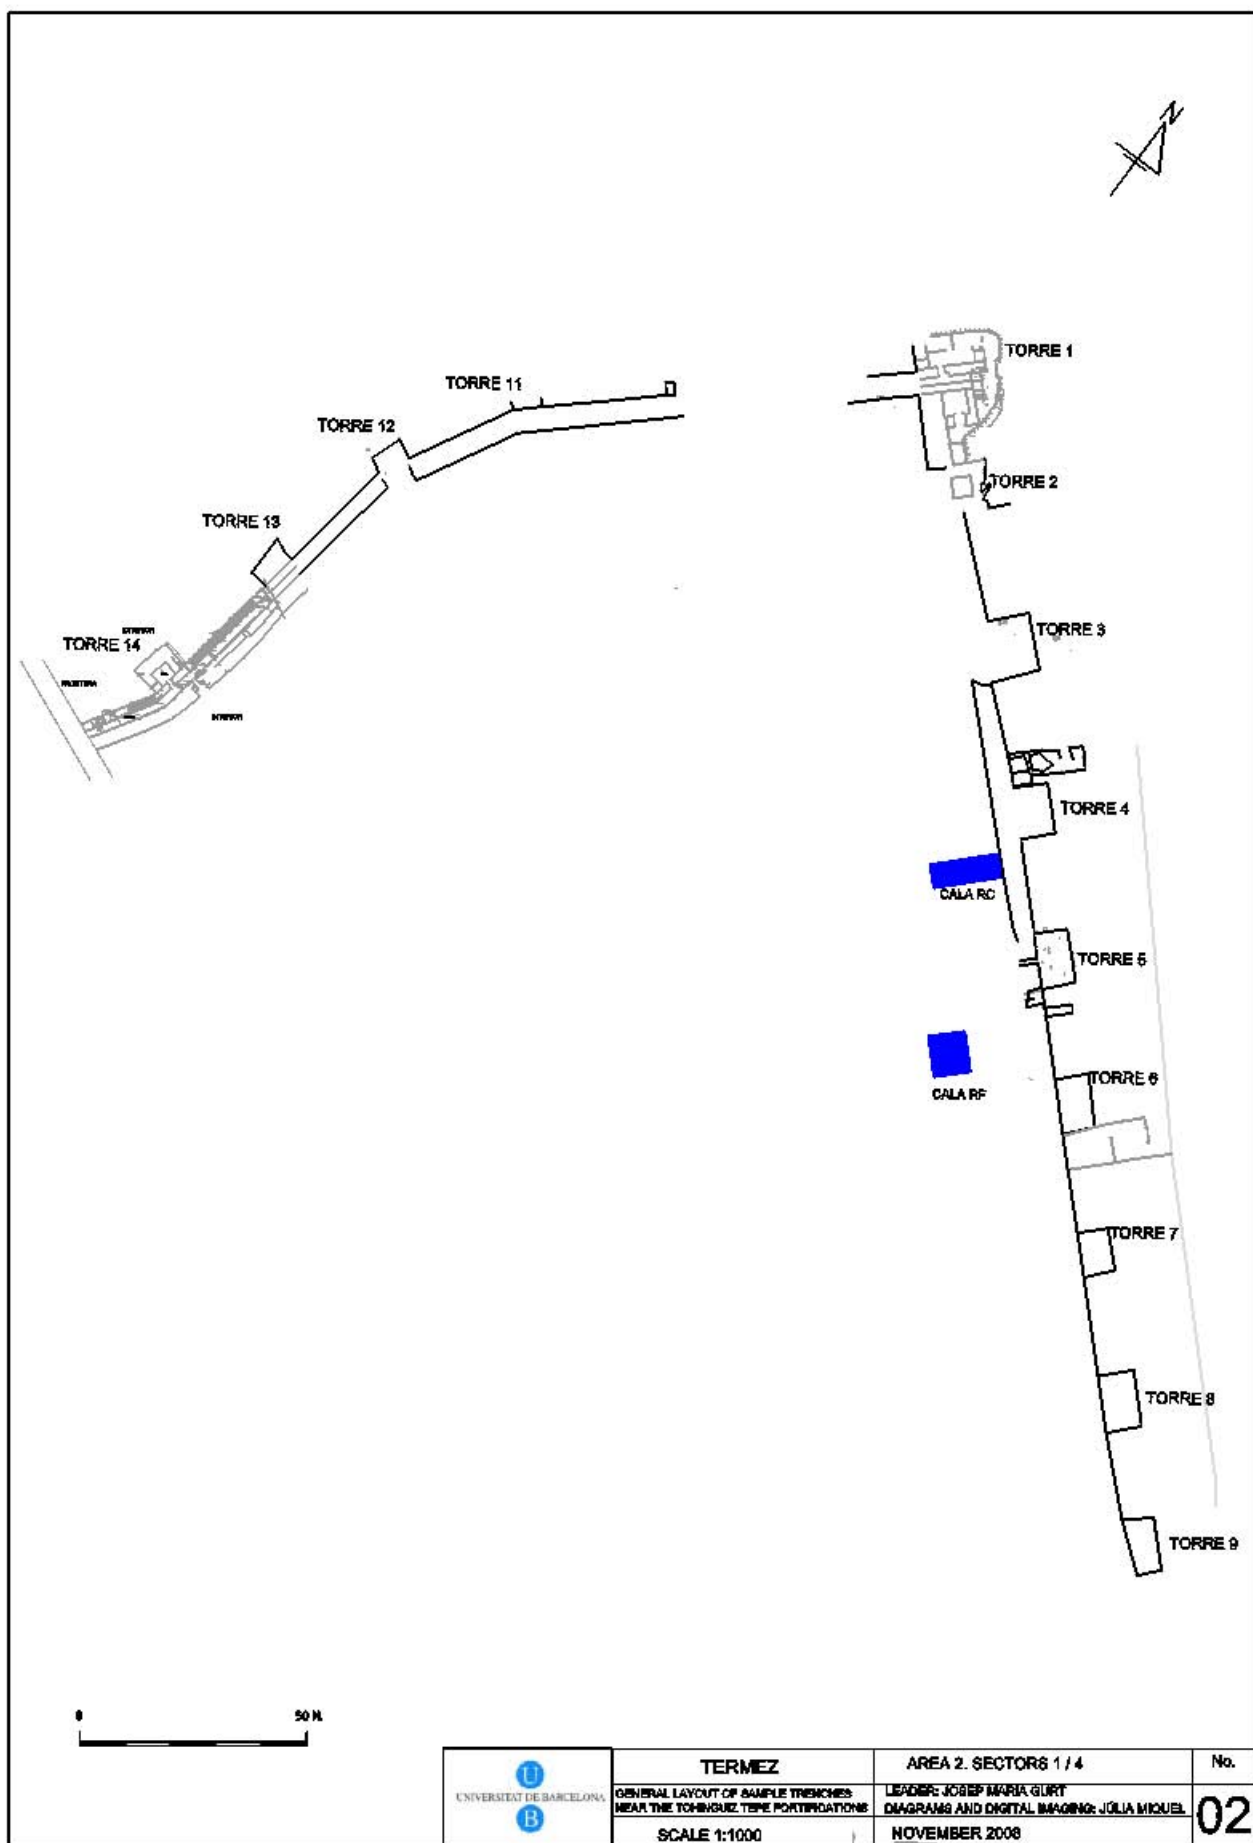 N
TORRE 1
TORRE 11
TORRE 12
TORRE 2
TORRE 13
TORRE 3
TORRE 14
TORRE 4
CALA RC
TORRE 5
TORRE 6
CALA RF
TORRE 7
TORRE 8
TORRE 9
0 50 M.
UNIVERSITAT DE BARCELONA
U
B
TERMEZ
GENERAL LAYOUT OF SAMPLE TRENCHES
NEAR THE TCHINGUIZ TEPE FORTIFICATIONS
SCALE 1:1000
AREA 2. SECTORS 1 / 4
LEADER: JOSEP MARIA GURT
DIAGRAMS AND DIGITAL IMAGING: JÚLIA MIQUEL
NOVEMBER 2008
No.
02